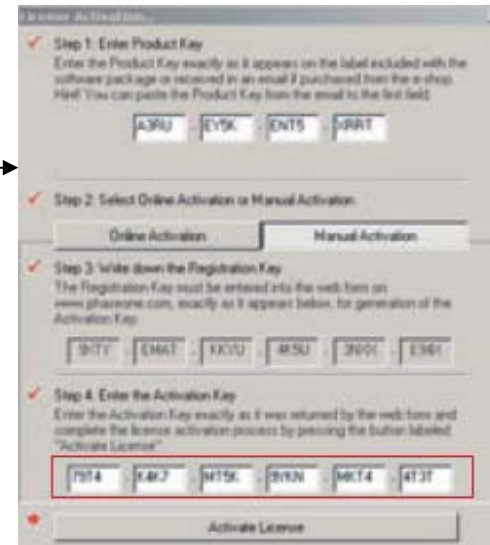 License Activation...
Step 1: Enter Product Key
Enter the Product Key exactly as it appears on the label included with the
software package or received in an email if purchased from the e-shop.
Hint! You can paste the Product Key from the email to the first field.
A3RU - EY5K - ENT5 - XRRT
Step 2: Select Online Activation or Manual Activation
Online Activation Manual Activation
Step 3: Write down the Registration Key
The Registration Key must be entered into the web form on
www.phaseone.com, exactly as it appears below, for generation of the
Activation Key.
Step 4: Enter the Activation Key
Enter the Activation Key exactly as it was returned by the web form and
complete the license activation process by pressing the button labeled
"Activate License"
K4K7 - MT5K - 9YKN - MKT4 - 4T3T
Activate License